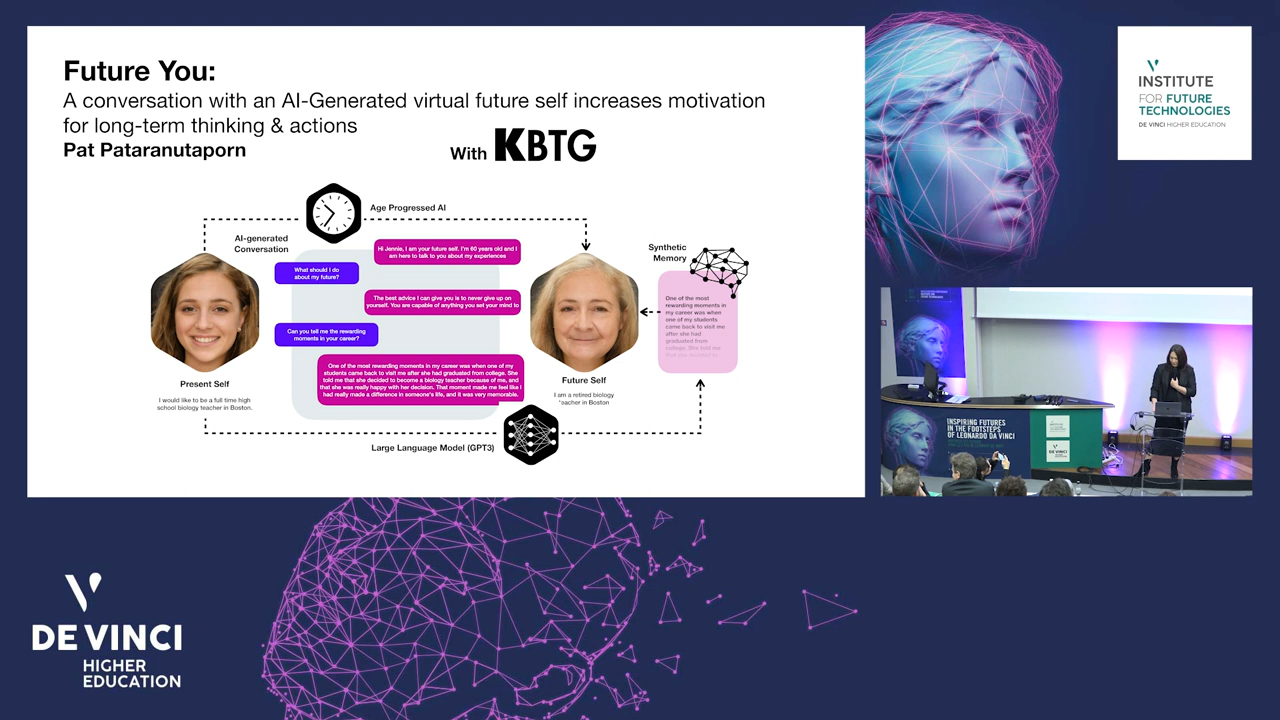 Future You:
A conversation with an AI-Generated virtual future self increases motivation
for long-term thinking & actions
Pat Pataranutaporn
With KBTG
Age Progressed AI
AI-generated
Conversation
Hi Jennie, I am your future self. I'm 60 years old and I
am here to talk to you about my experiences
What should I do
about my future?
The best advice I can give you is to never give up on
yourself. You are capable of anything you set your mind to
Can you tell me the rewarding
moments in your career?
One of the most rewarding moments in my career was when one of my
students came back to visit me after she had graduated from college. She
told me that she decided to become a biology teacher because of me, and
that she was really happy with her decision. That moment made me feel like I
had really made a difference in someone's life, and it was very memorable.
Synthetic
Memory
One of the most
rewarding moments in
my career was when
one of my students
came back to visit me
after she had
graduated from
college. She told me
that she decided to
Present Self
I would like to be a full time high
school biology teacher in Boston.
Future Self
I am a retired biology
teacher in Boston
Large Language Model (GPT3)
INSTITUTE
FOR FUTURE
TECHNOLOGIES
DE VINCI HIGHER EDUCATION
INSPIRING FUTURES
IN THE FOOTSTEPS
OF LEONARDO DA VINCI
DE VINCI
DE VINCI
HIGHER
EDUCATION